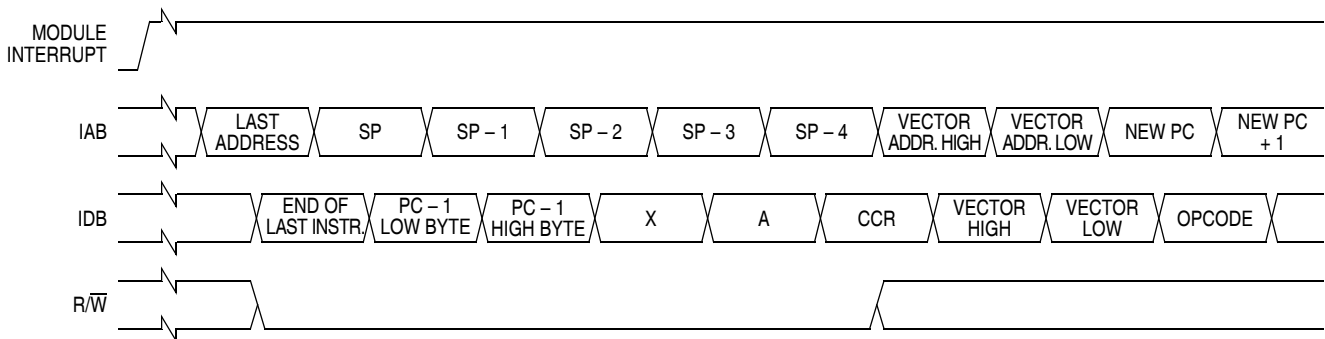 MODULE
INTERRUPT
IAB
LAST
ADDRESS
SP
SP – 1
SP – 2
SP – 3
SP – 4
VECTOR
ADDR. HIGH
VECTOR
ADDR. LOW
NEW PC
NEW PC
+ 1
IDB
END OF
LAST INSTR.
PC – 1
LOW BYTE
PC – 1
HIGH BYTE
X
A
CCR
VECTOR
HIGH
VECTOR
LOW
OPCODE
R/W̅